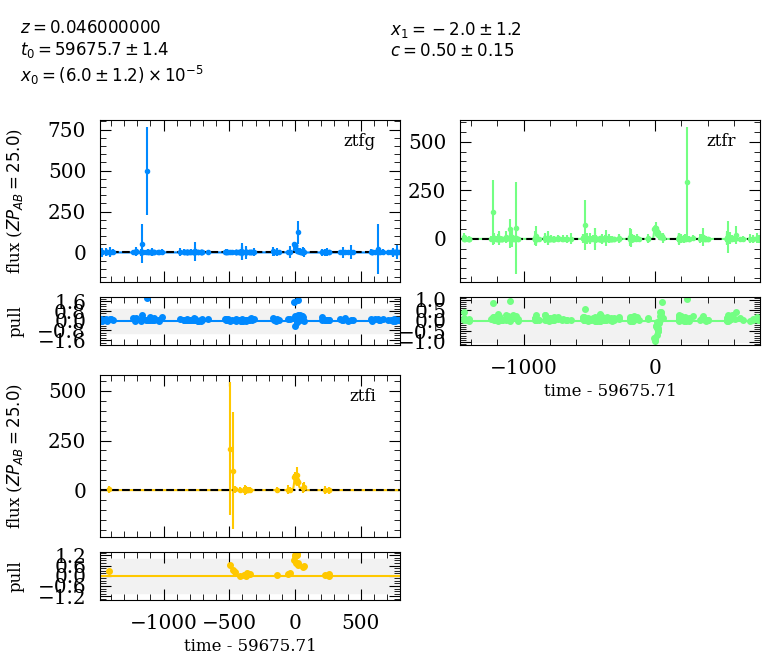 z = 0.046000000
t₀ = 59675.7 ± 1.4
x₀ = (6.0 ± 1.2) × 10⁻⁵
x₁ = −2.0 ± 1.2
c = 0.50 ± 0.15
flux (ZP_AB = 25.0)
750
500
250
0
ztfg
500
250
0
ztfr
pull
1.6
0.8
0.0
−0.8
−1.6
1.0
0.5
0.0
−0.5
−1.0
−1000
0
time - 59675.71
flux (ZP_AB = 25.0)
500
250
0
ztfi
pull
1.2
0.6
0.0
−0.6
−1.2
−1000 −500 0 500
time - 59675.71